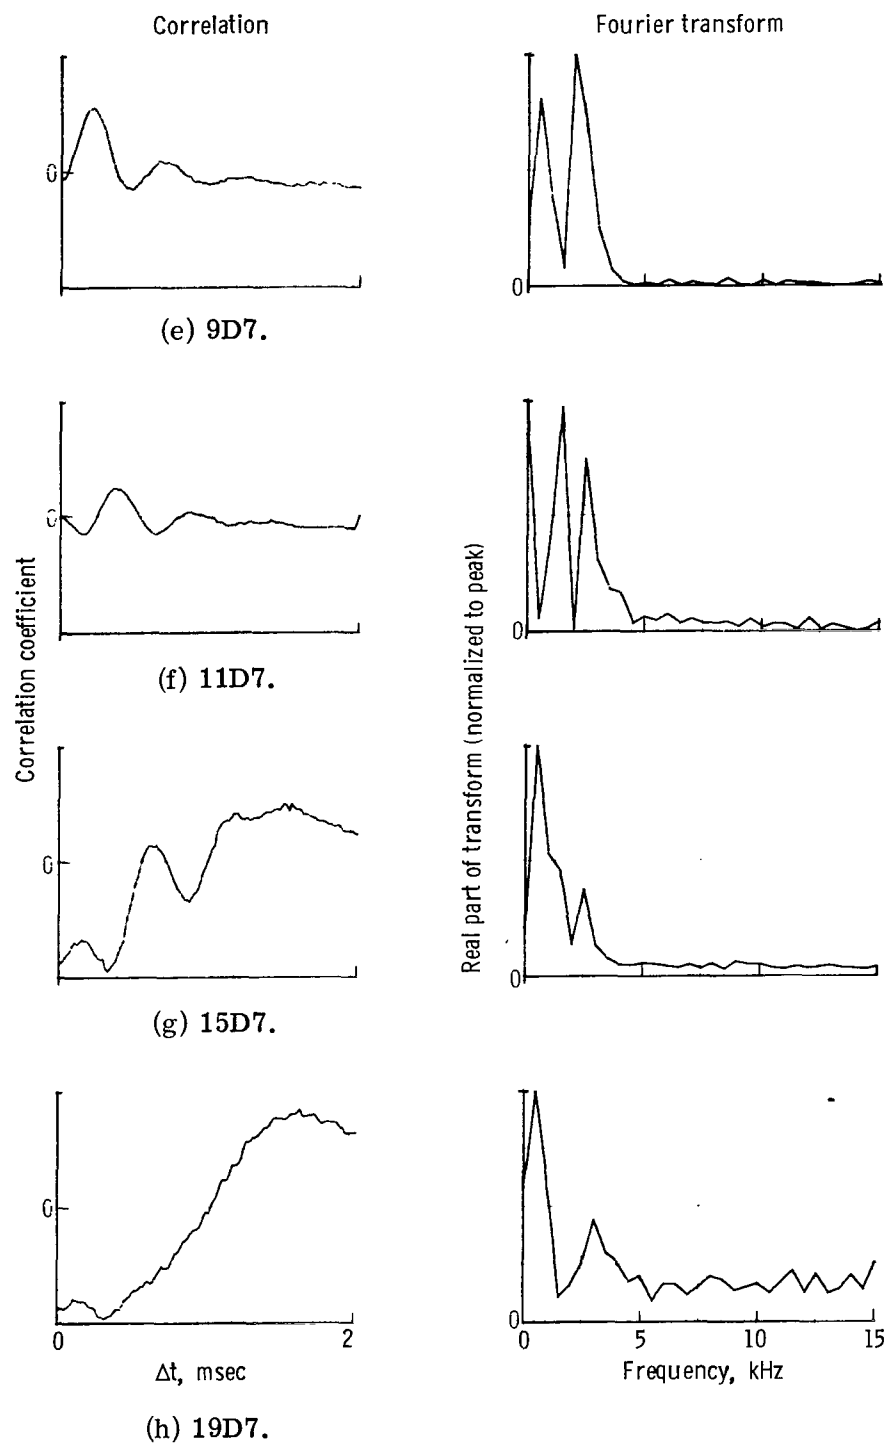 Correlation
Fourier transform
0
0
(e) 9D7.
0
0
(f) 11D7.
Correlation coefficient
Real part of transform (normalized to peak)
0
0
(g) 15D7.
0
0
0 2
0 5 10 15
Δt, msec
Frequency, kHz
(h) 19D7.